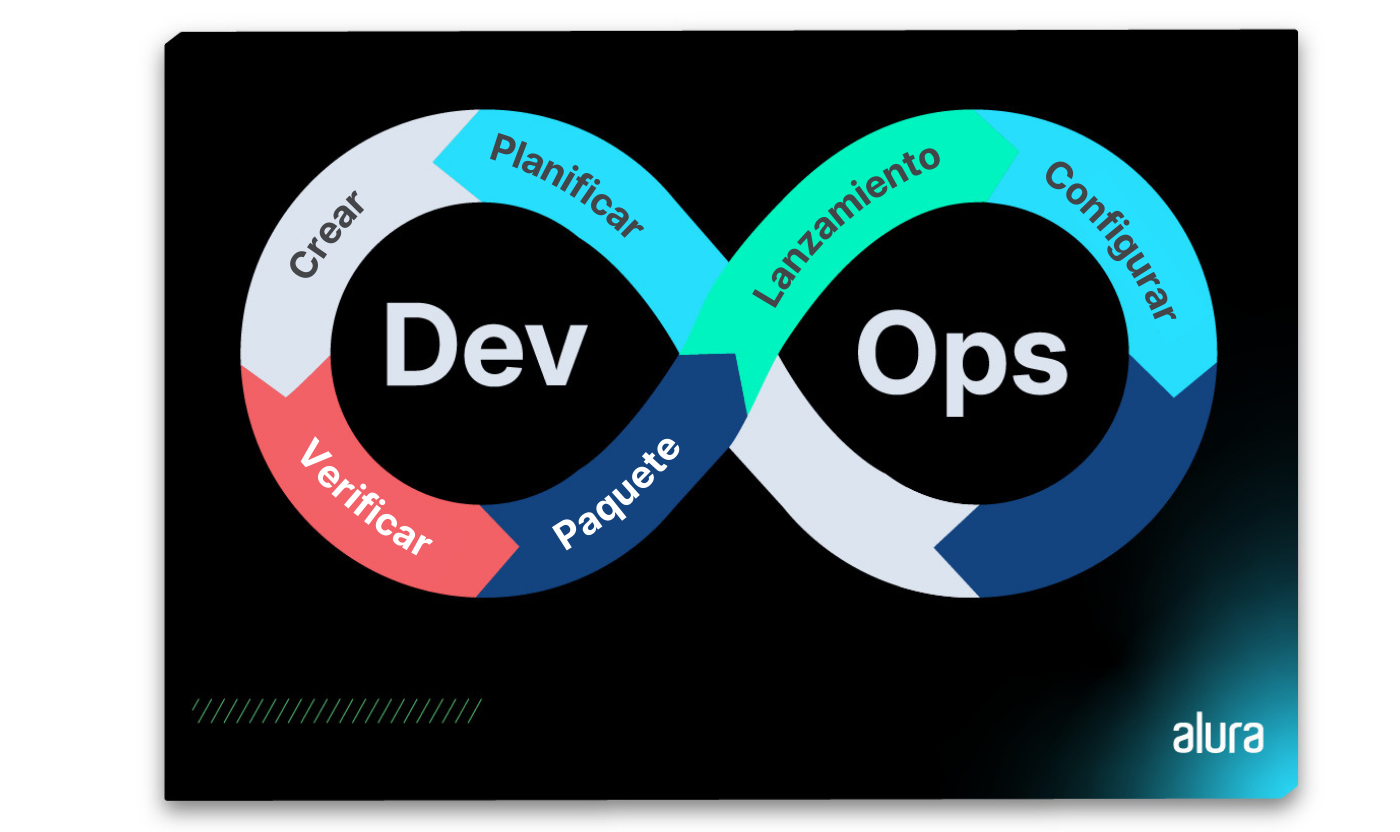 Planificar
Crear
Verificar
Paquete
Lanzamiento
Configurar
Dev
Ops
alura